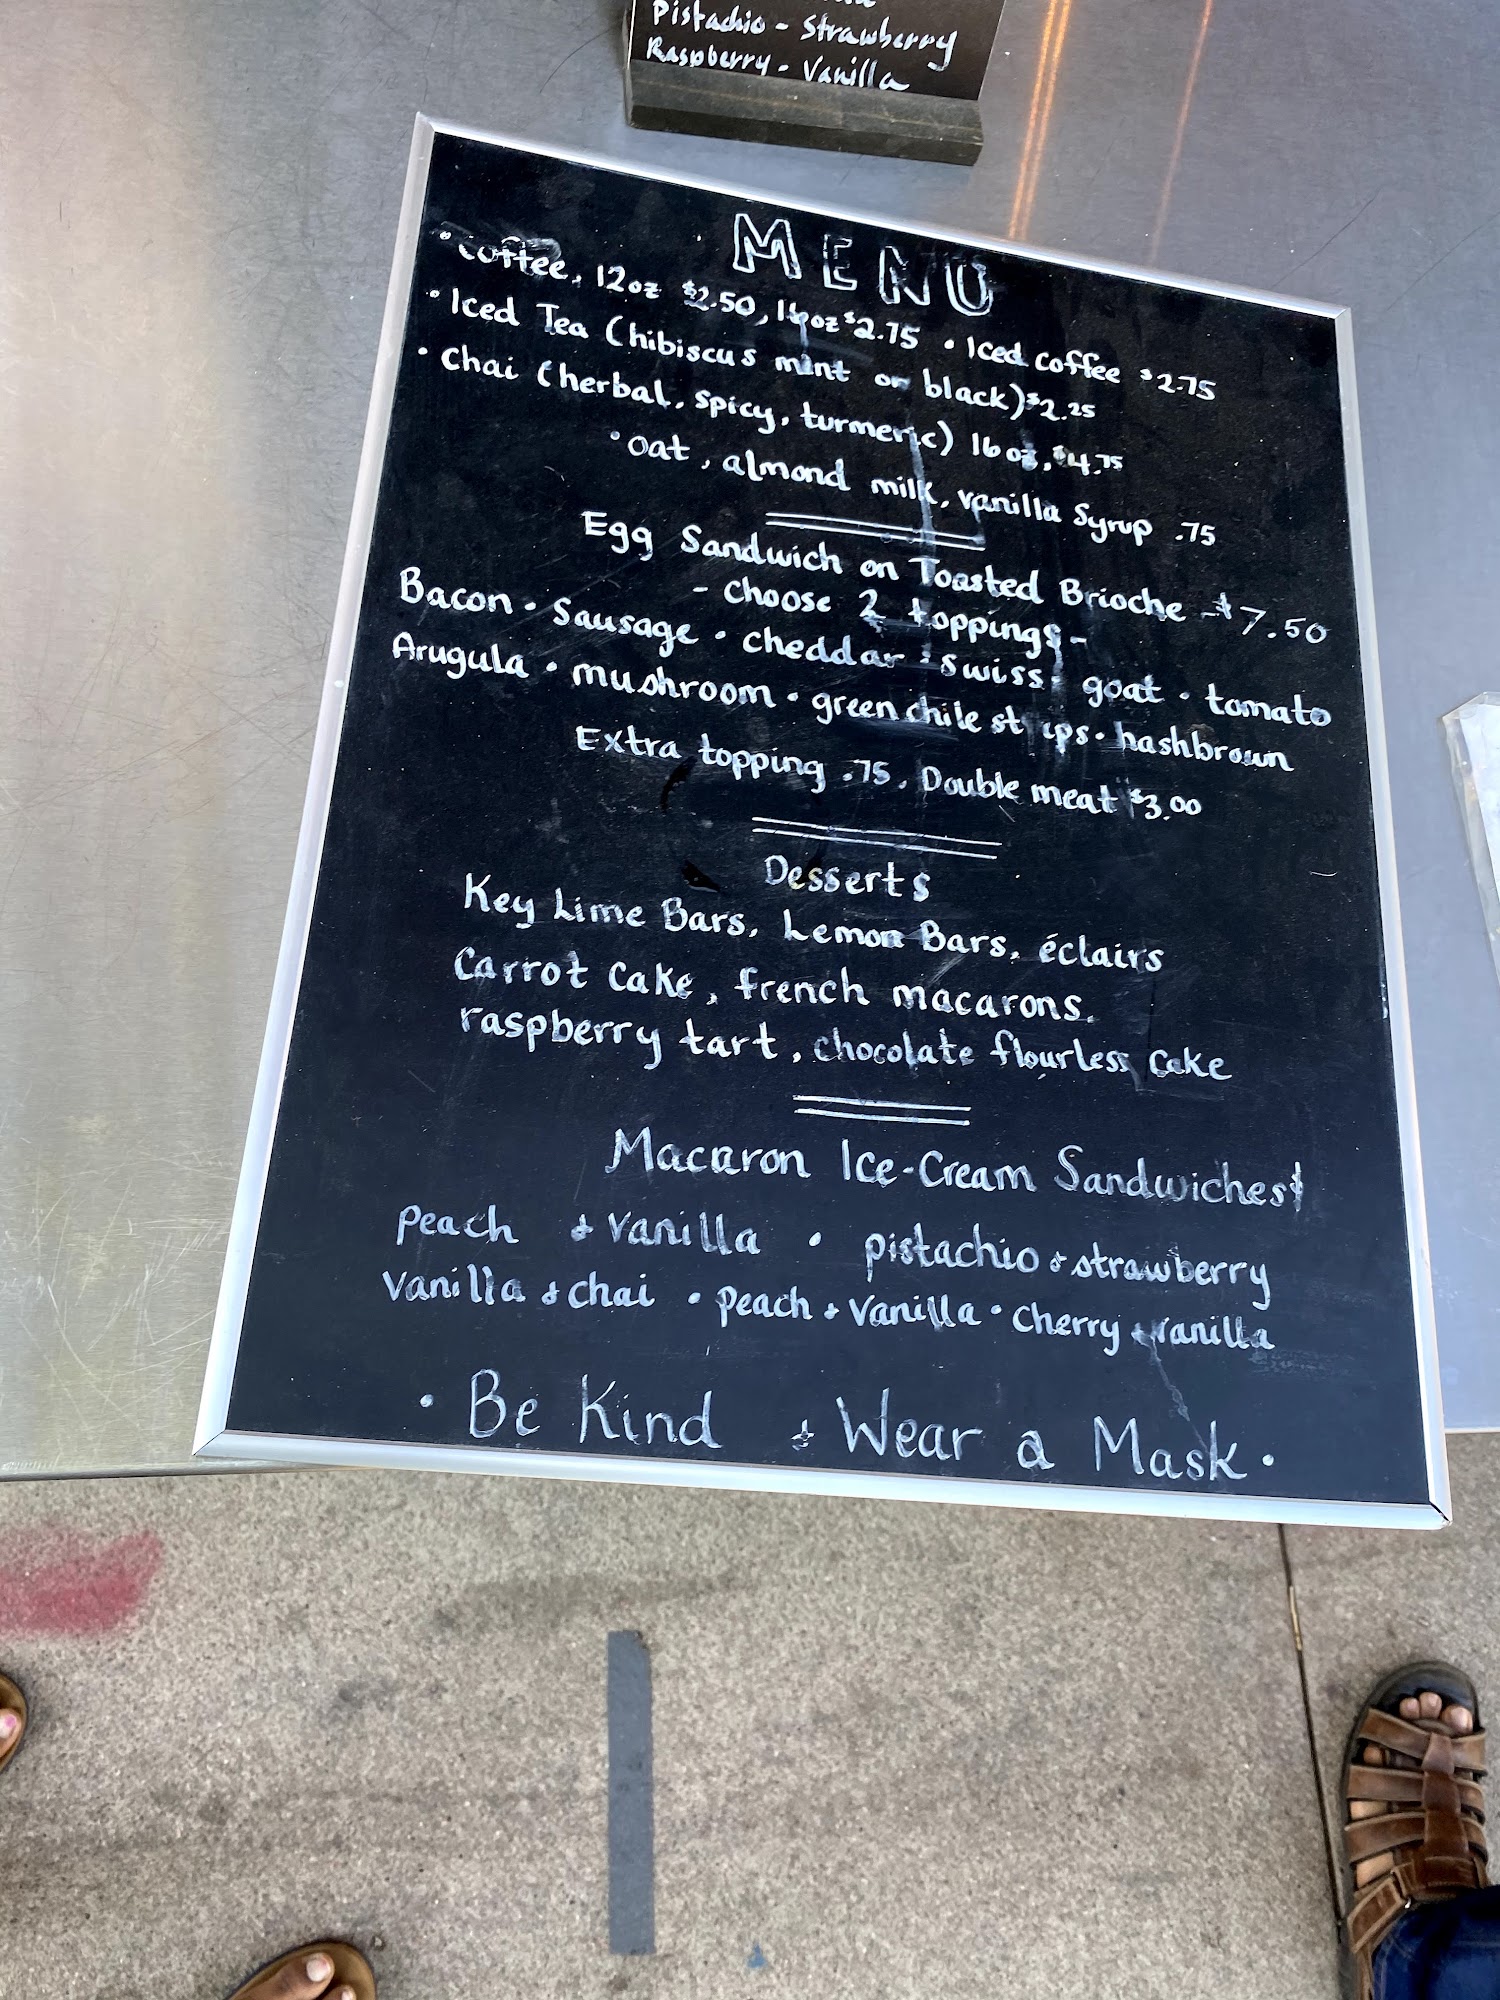 Pistachio - Strawberry
Raspberry - Vanilla
MENU
• coffee, 12oz $2.50, 16oz $2.75 • Iced coffee $2.75
• Iced Tea (hibiscus mint or black) $2.25
• Chai (herbal, spicy, turmeric) 16oz, $4.75
• oat, almond milk, vanilla syrup .75
Egg Sandwich on Toasted Brioche - $7.50
- choose 2 toppings -
Bacon • Sausage • cheddar • swiss • goat • tomato
Arugula • mushroom • green chile strips • hashbrown
Extra topping .75, Double meat $3.00
Desserts
Key Lime Bars, Lemon Bars, éclairs
Carrot Cake, french macarons,
raspberry tart, chocolate flourless cake
Macaron Ice-Cream Sandwiches $
Peach & Vanilla • pistachio & strawberry
Vanilla & chai • peach & Vanilla • Cherry & vanilla
• Be Kind & Wear a Mask •